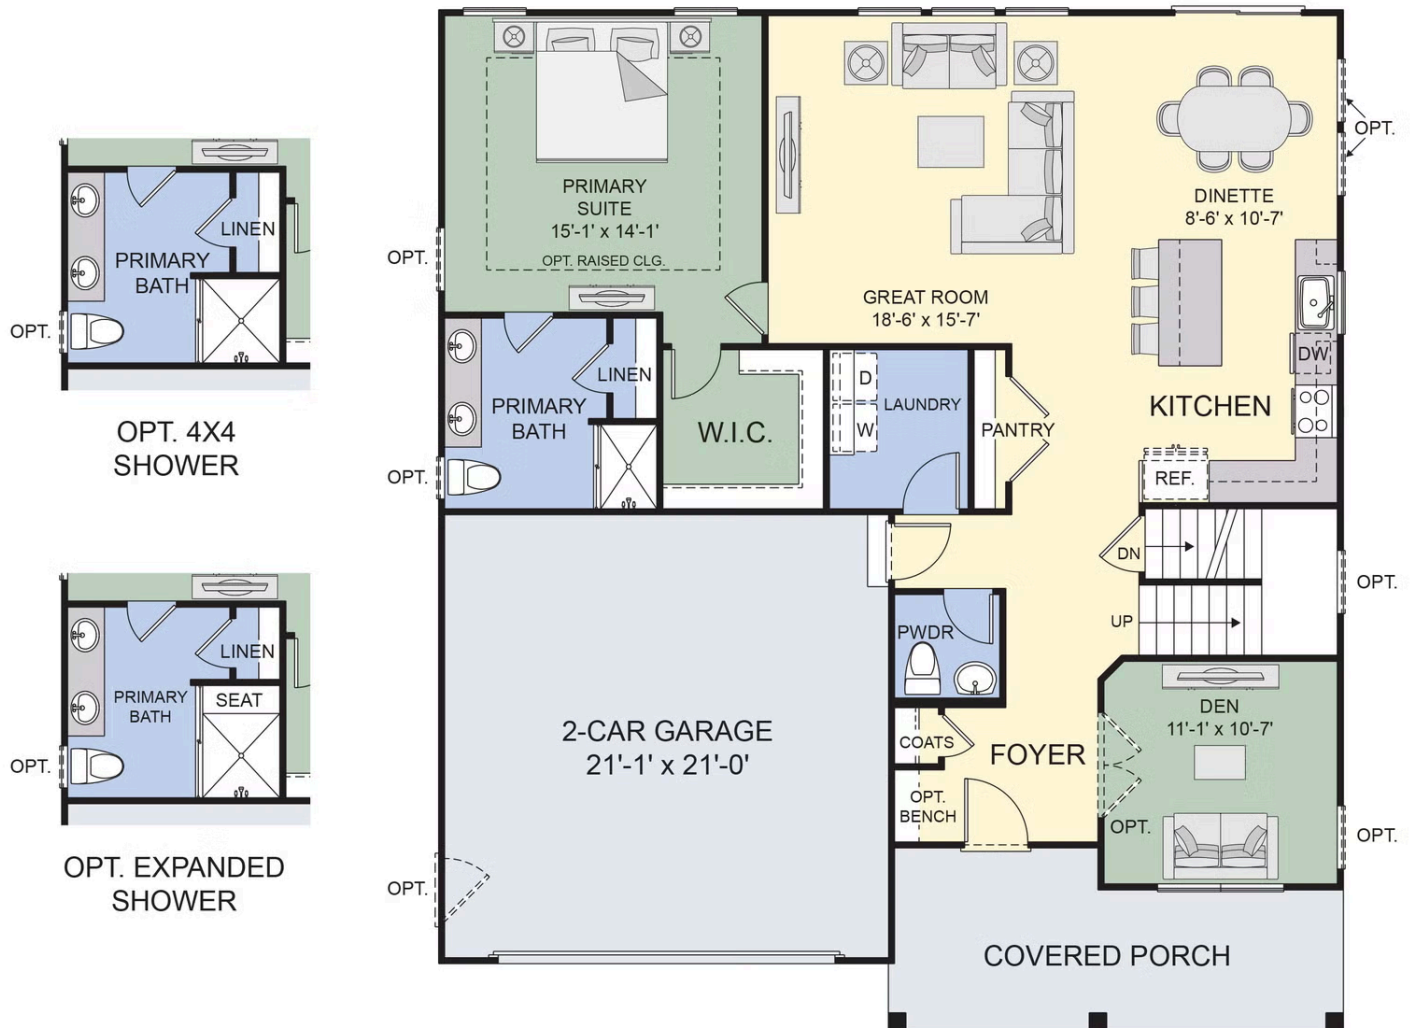 PRIMARY
SUITE
15'-1' x 14'-1'
OPT. RAISED CLG.
OPT.
GREAT ROOM
18'-6' x 15'-7'
DINETTE
8'-6' x 10'-7'
OPT.
LINEN
PRIMARY
BATH
OPT.
OPT. 4X4
SHOWER
LINEN
PRIMARY
BATH
OPT.
W.I.C.
D
W
LAUNDRY
PANTRY
KITCHEN
DW
REF.
DN
UP
OPT.
LINEN
SEAT
PRIMARY
BATH
OPT.
OPT. EXPANDED
SHOWER
2-CAR GARAGE
21'-1' x 21'-0'
OPT.
PWDR
COATS
OPT.
BENCH
FOYER
DEN
11'-1' x 10'-7'
OPT.
OPT.
COVERED PORCH